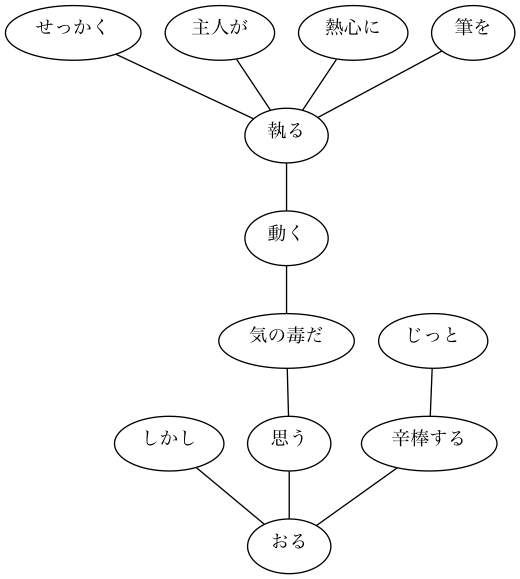 せっかく 主人が 熱心に 筆を
執る
動く
気の毒だ じっと
しかし 思う 辛棒する
おる